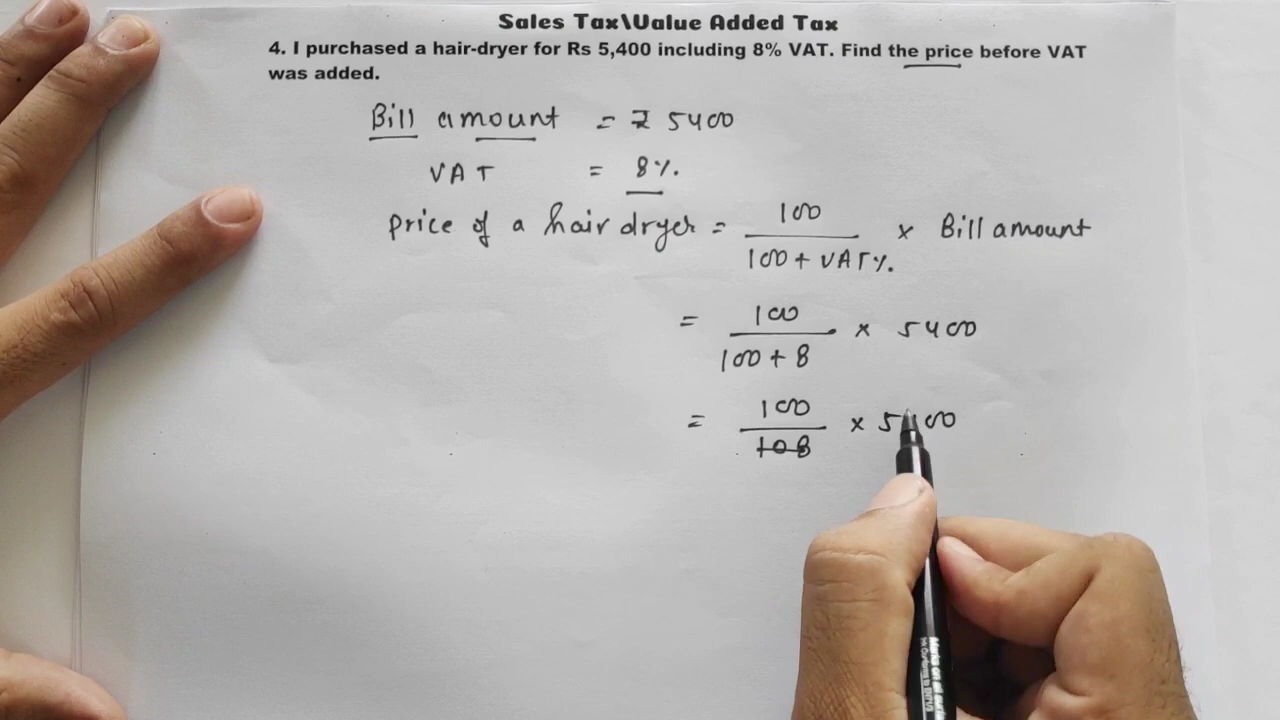 Sales Tax\Value Added Tax
4. I purchased a hair-dryer for Rs 5,400 including 8% VAT. Find the price before VAT
was added.
Bill amount = ₹ 5400
VAT = 8%.
Price of a hair dryer = 100 / 100 + VAT%. × Bill amount
= 100 / 100 + 8 × 5400
= 100 / 108 × 5400